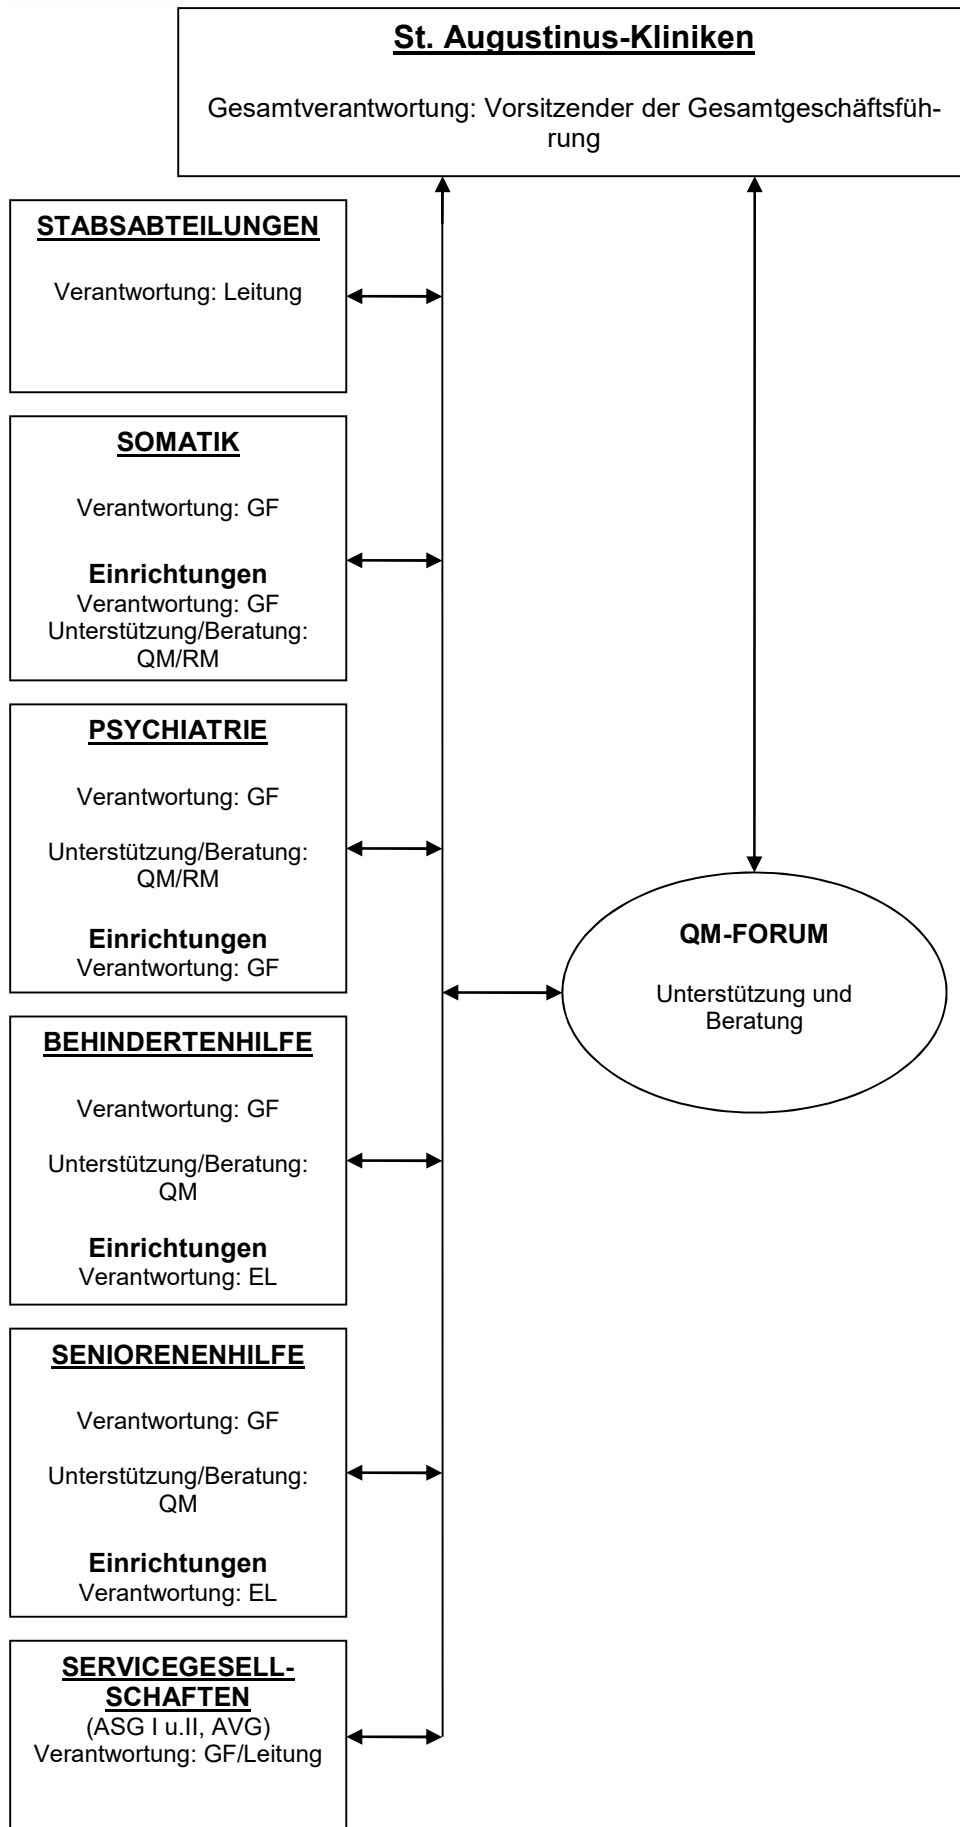 St. Augustinus-Kliniken
Gesamtverantwortung: Vorsitzender der Gesamtgeschäftsfüh-
rung
STABSABTEILUNGEN
Verantwortung: Leitung
SOMATIK
Verantwortung: GF
Einrichtungen
Verantwortung: GF
Unterstützung/Beratung:
QM/RM
PSYCHIATRIE
Verantwortung: GF
Unterstützung/Beratung:
QM/RM
Einrichtungen
Verantwortung: GF
QM-FORUM
Unterstützung und
Beratung
BEHINDERTENHILFE
Verantwortung: GF
Unterstützung/Beratung:
QM
Einrichtungen
Verantwortung: EL
SENIORENENHILFE
Verantwortung: GF
Unterstützung/Beratung:
QM
Einrichtungen
Verantwortung: EL
SERVICEGESELL-
SCHAFTEN
(ASG I u.II, AVG)
Verantwortung: GF/Leitung